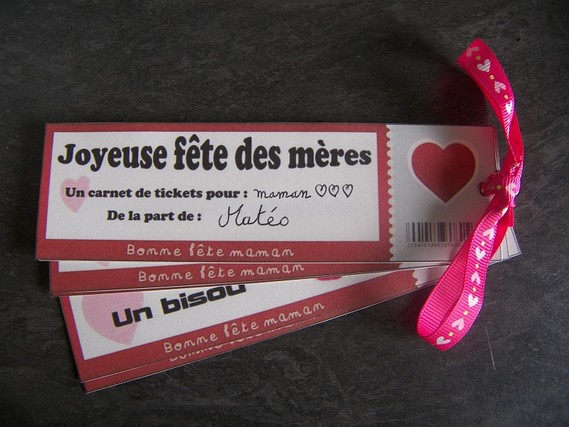 Joyeuse fête des mères
Un carnet de tickets pour : maman ♡♡♡
De la part de : Matéo
Bonne fête maman
Bonne fête maman
Un bisou
Bonne fête maman